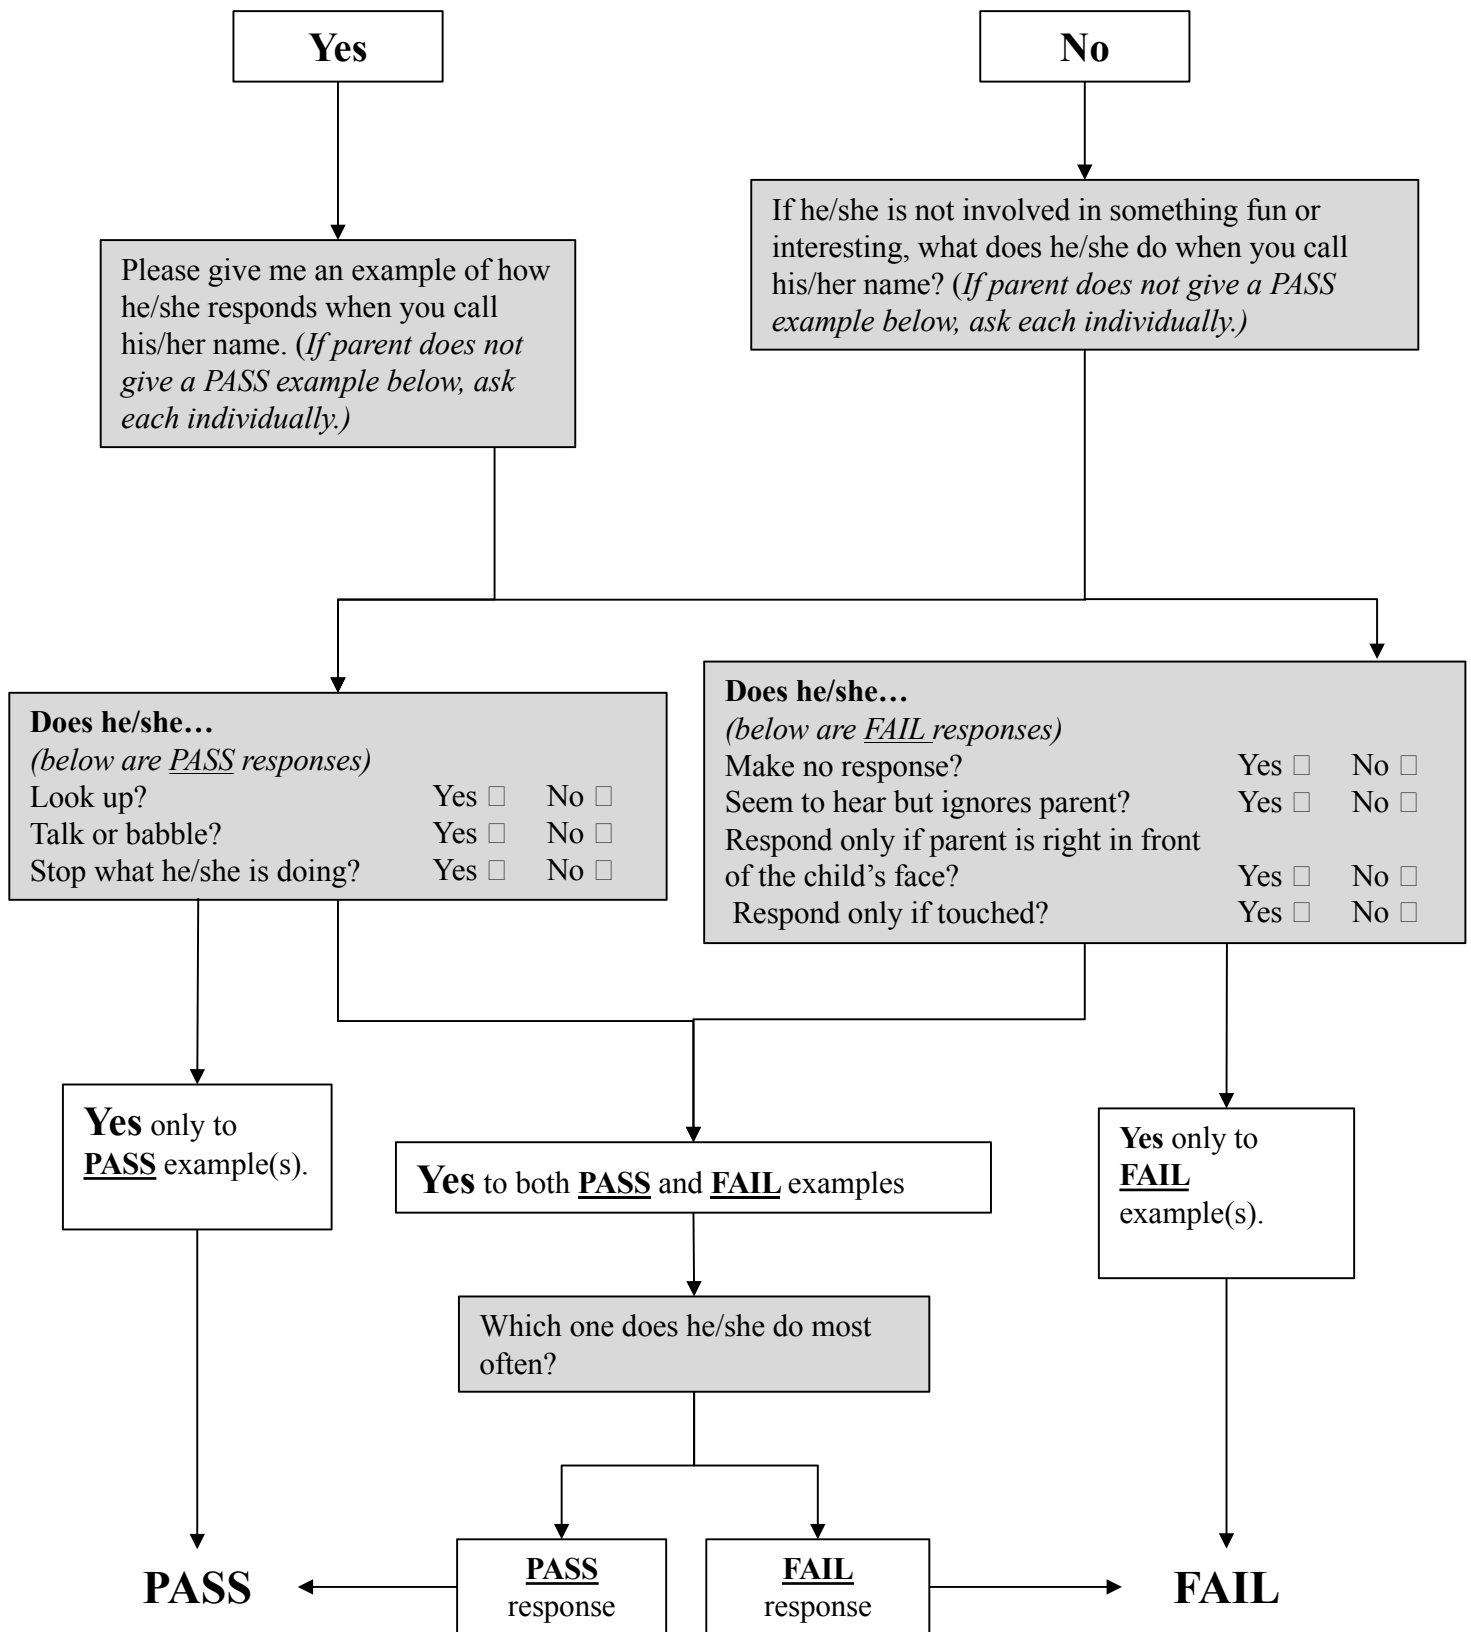 Yes
No
Please give me an example of how
he/she responds when you call
his/her name. (If parent does not
give a PASS example below, ask
each individually.)
If he/she is not involved in something fun or
interesting, what does he/she do when you call
his/her name? (If parent does not give a PASS
example below, ask each individually.)
Does he/she…
(below are PASS responses)
Look up? Yes □ No □
Talk or babble? Yes □ No □
Stop what he/she is doing? Yes □ No □
Does he/she…
(below are FAIL responses)
Make no response? Yes □ No □
Seem to hear but ignores parent? Yes □ No □
Respond only if parent is right in front
of the child’s face? Yes □ No □
Respond only if touched? Yes □ No □
Yes only to
PASS example(s).
Yes to both PASS and FAIL examples
Yes only to
FAIL
example(s).
Which one does he/she do most
often?
PASS
PASS
response
FAIL
response
FAIL